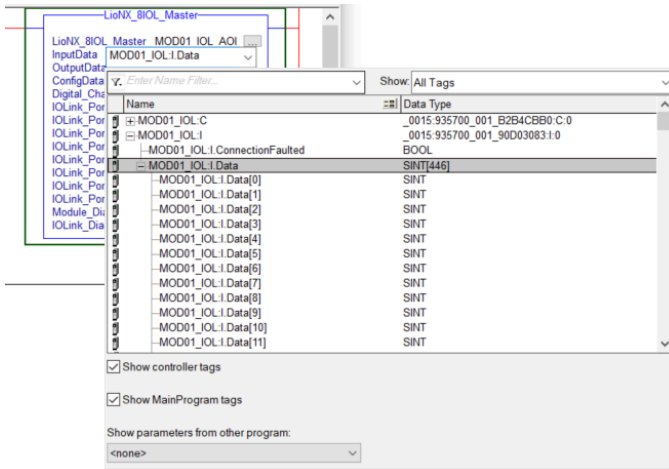 LioNX_8IOL_Master
LioNX_8IOL_Master MOD01_IOL_AOI ...
InputData MOD01_IOL:I.Data
OutputData
ConfigData Enter Name Filter... Show: All Tags
Digital_Cha
IOLink_Por Name Data Type
IOLink_Por MOD01_IOL:C _0015:935700_001_B2B4CBB0:C:0
IOLink_Por MOD01_IOL:I _0015:935700_001_90D03083:I:0
IOLink_Por MOD01_IOL:I.ConnectionFaulted BOOL
IOLink_Por MOD01_IOL:I.Data SINT[446]
IOLink_Por MOD01_IOL:I.Data[0] SINT
IOLink_Por MOD01_IOL:I.Data[1] SINT
IOLink_Por MOD01_IOL:I.Data[2] SINT
Module_Dia MOD01_IOL:I.Data[3] SINT
IOLink_Dia MOD01_IOL:I.Data[4] SINT
MOD01_IOL:I.Data[5] SINT
MOD01_IOL:I.Data[6] SINT
MOD01_IOL:I.Data[7] SINT
MOD01_IOL:I.Data[8] SINT
MOD01_IOL:I.Data[9] SINT
MOD01_IOL:I.Data[10] SINT
MOD01_IOL:I.Data[11] SINT
Show controller tags
Show MainProgram tags
Show parameters from other program:
<none>